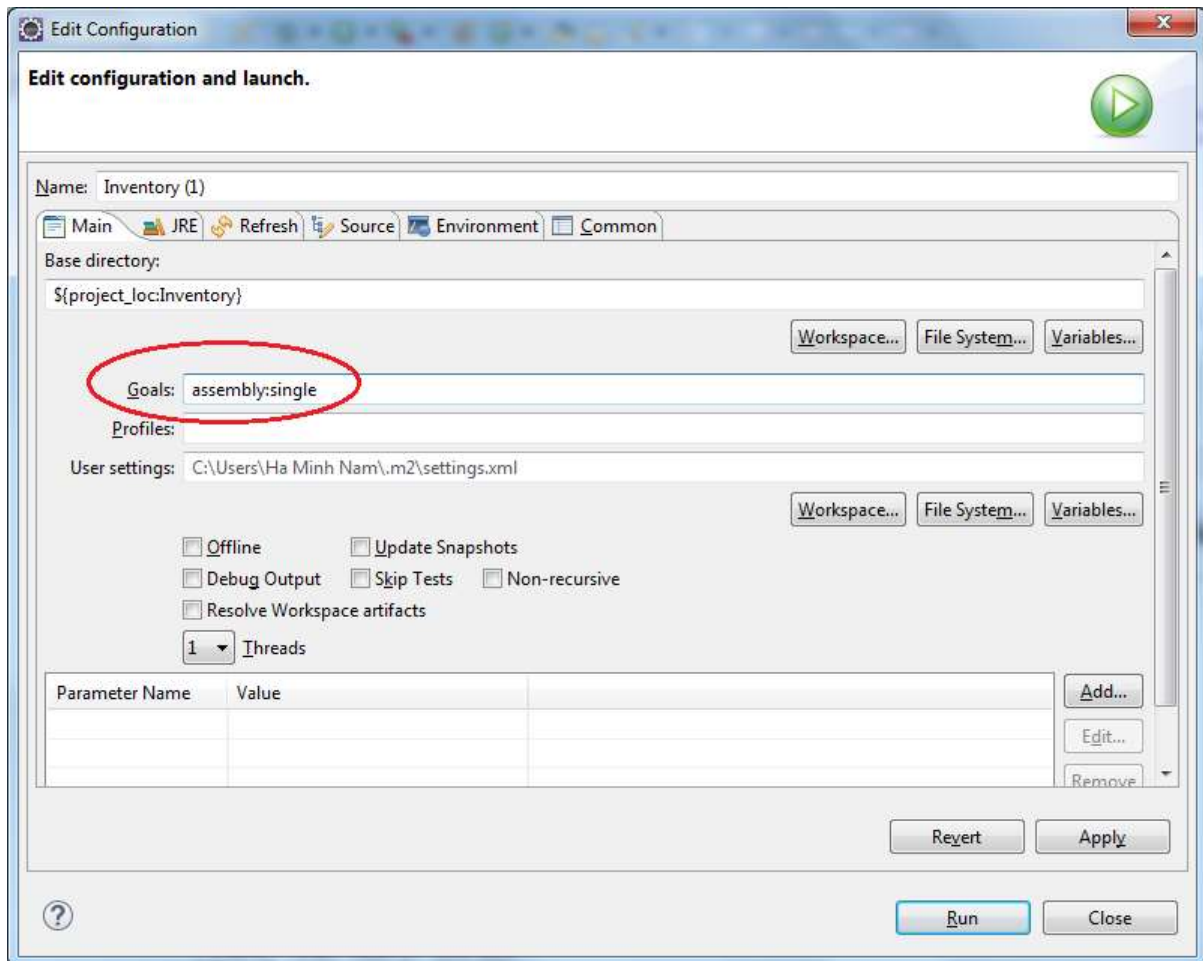 Edit Configuration
Edit configuration and launch.
Name: Inventory (1)
Main JRE Refresh Source Environment Common
Base directory:
${project_loc:Inventory}
Workspace... File System... Variables...
Goals: assembly:single
Profiles:
User settings: C:\Users\Ha Minh Nam\.m2\settings.xml
Workspace... File System... Variables...
Offline Update Snapshots
Debug Output Skip Tests Non-recursive
Resolve Workspace artifacts
1 Threads
Parameter Name Value Add...
Edit...
Remove
Revert Apply
? Run Close